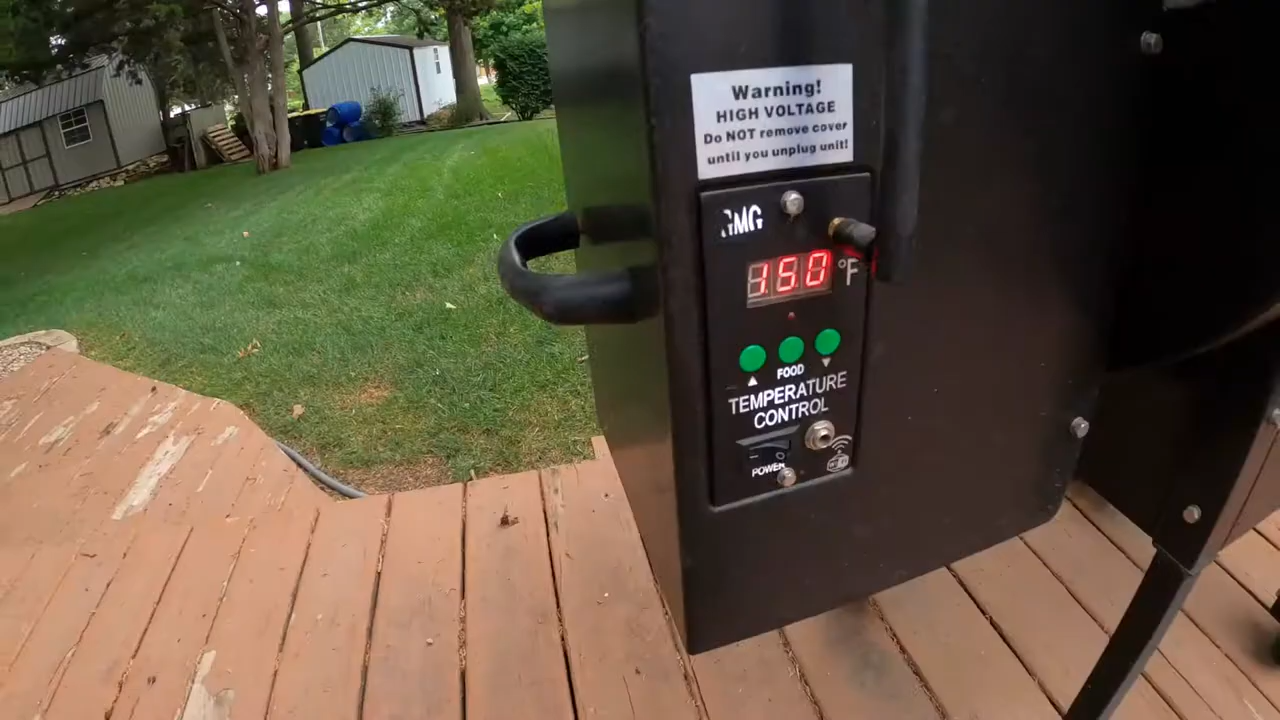 Warning!
HIGH VOLTAGE
Do NOT remove cover
until you unplug unit!
GMG
150 °F
FOOD
TEMPERATURE
CONTROL
POWER